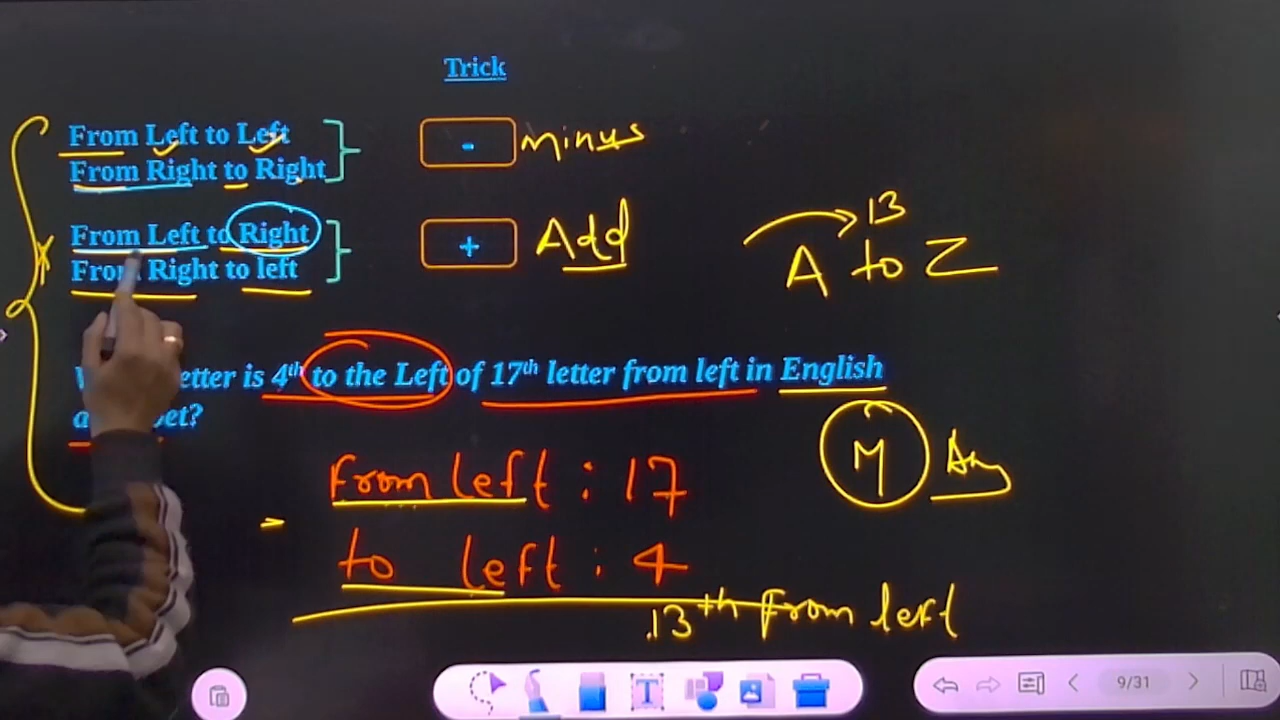 Trick
From Left to Left
From Right to Right
- minus
From Left to Right
From Right to left
+ Add
13
A to Z
etter is 4th to the Left of 17th letter from left in English
bet?
From left : 17
to left : 4
13th From left
M Ans
T
9/31